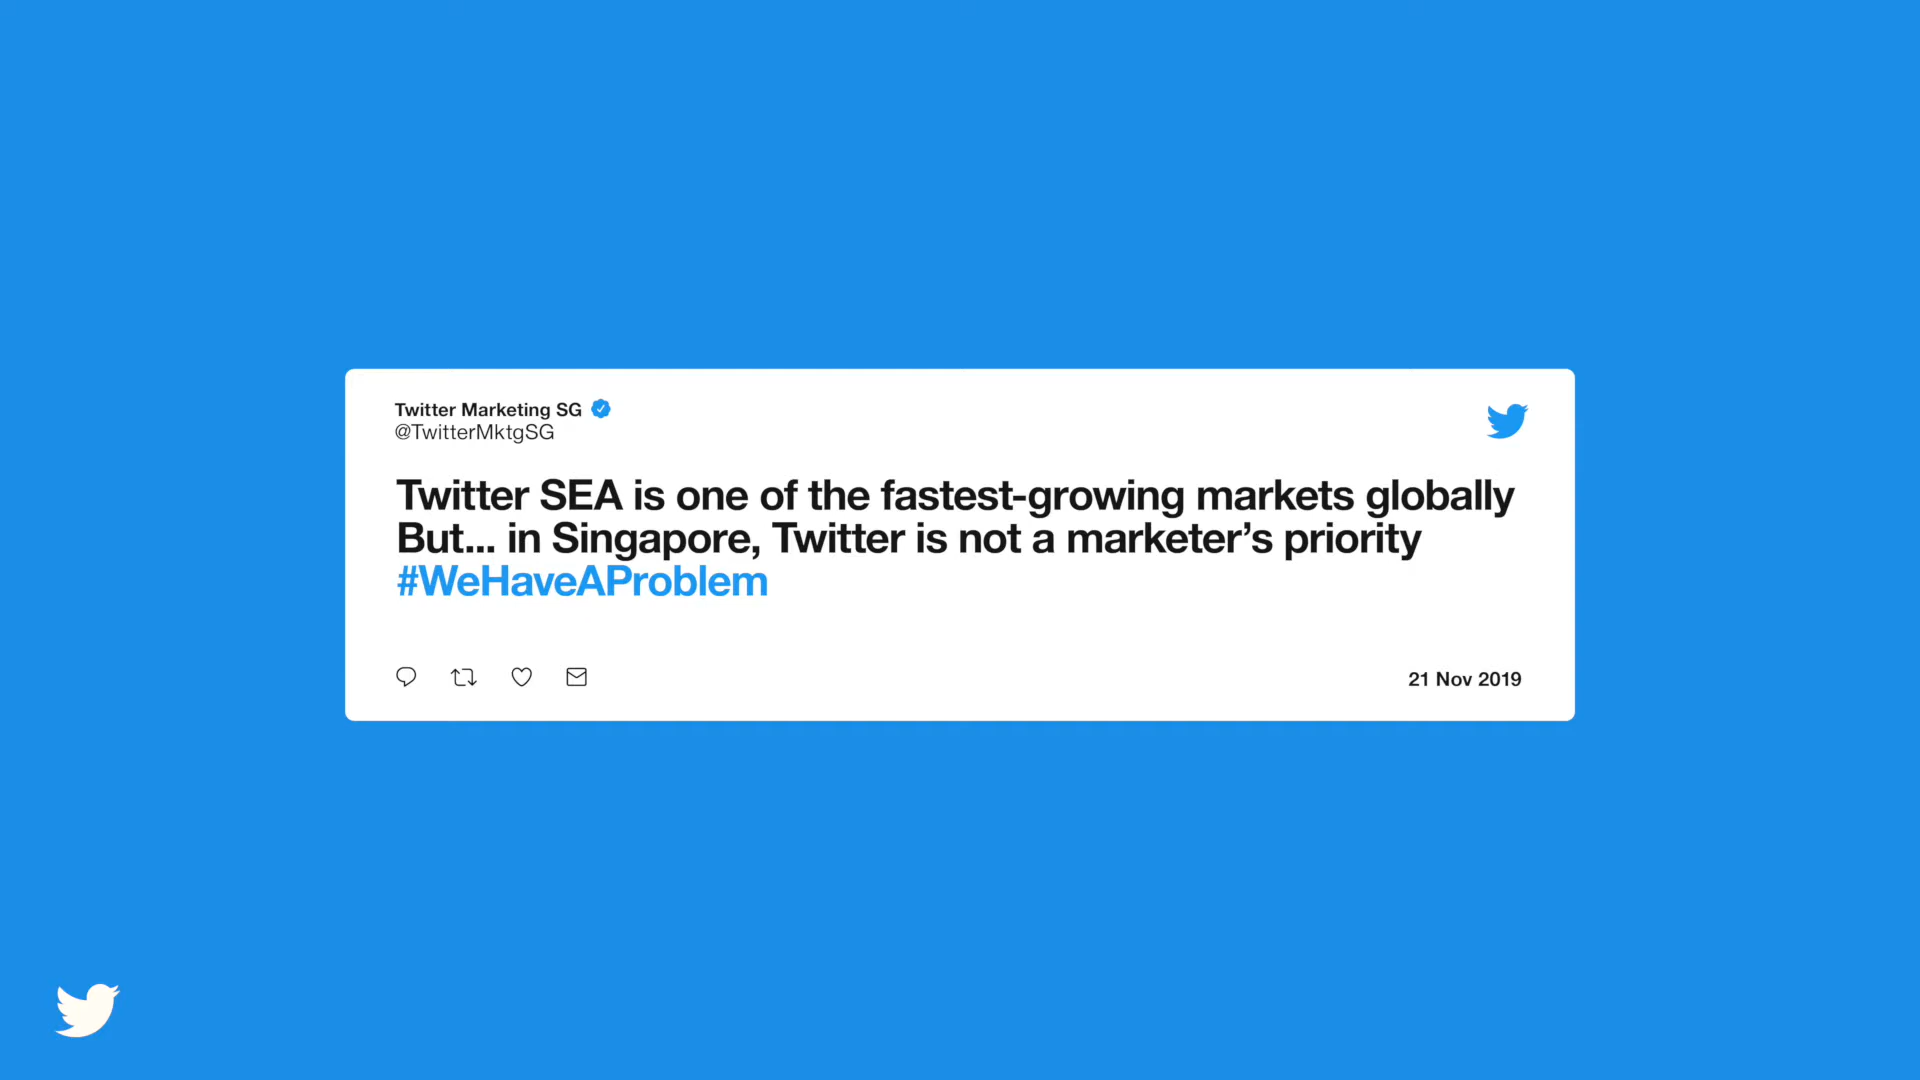 Twitter Marketing SG
@TwitterMktgSG
Twitter SEA is one of the fastest-growing markets globally
But... in Singapore, Twitter is not a marketer’s priority
#WeHaveAProblem
21 Nov 2019